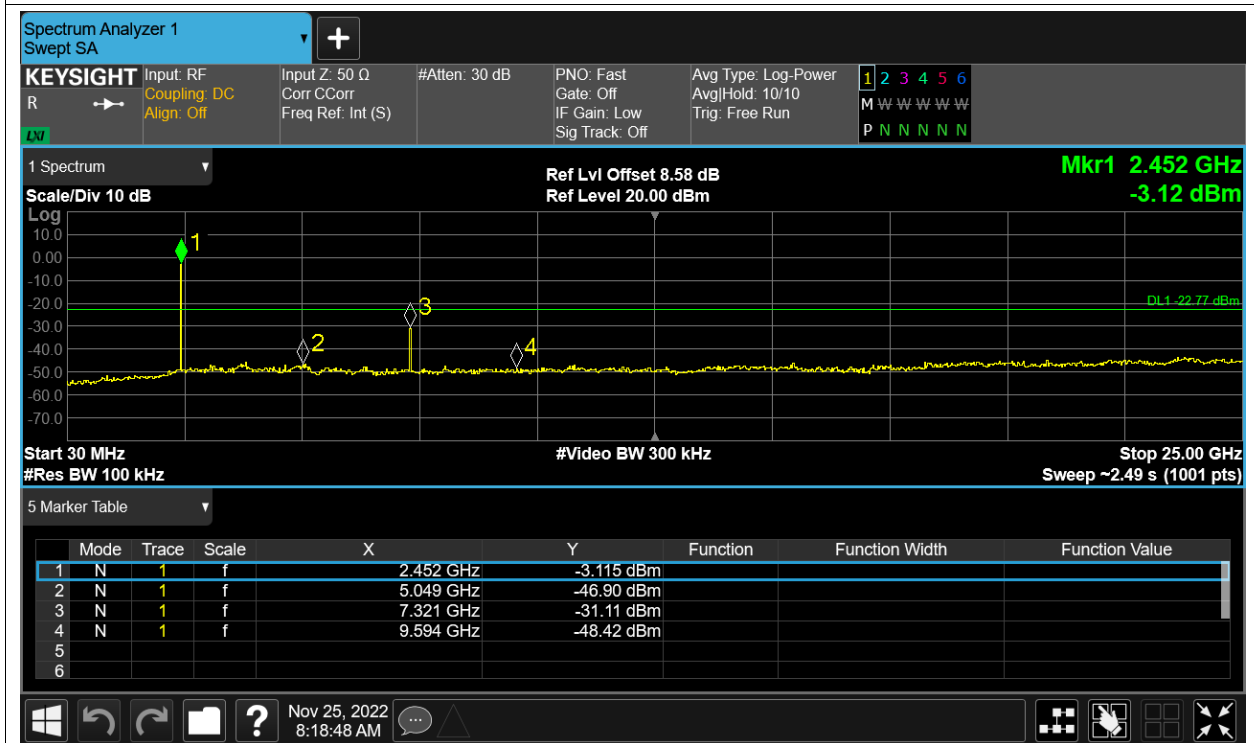 Spectrum Analyzer 1
Swept SA
KEYSIGHT
R
LXI
Input: RF
Coupling: DC
Align: Off
Input Z: 50 Ω
Corr CCorr
Freq Ref: Int (S)
#Atten: 30 dB
PNO: Fast
Gate: Off
IF Gain: Low
Sig Track: Off
Avg Type: Log-Power
Avg|Hold: 10/10
Trig: Free Run
1 2 3 4 5 6
M W W W W W
P N N N N N
1 Spectrum
Scale/Div 10 dB
Ref Lvl Offset 8.58 dB
Ref Level 20.00 dBm
Mkr1 2.452 GHz
-3.12 dBm
Log
10.0
0.00
-10.0
-20.0
-30.0
-40.0
-50.0
-60.0
-70.0
1
2
3
4
DL1 -22.77 dBm
Start 30 MHz
#Res BW 100 kHz
#Video BW 300 kHz
Stop 25.00 GHz
Sweep ~2.49 s (1001 pts)
5 Marker Table
Mode Trace Scale X Y Function Function Width Function Value
1 N 1 f 2.452 GHz -3.115 dBm
2 N 1 f 5.049 GHz -46.90 dBm
3 N 1 f 7.321 GHz -31.11 dBm
4 N 1 f 9.594 GHz -48.42 dBm
5
6
?
Nov 25, 2022
8:18:48 AM